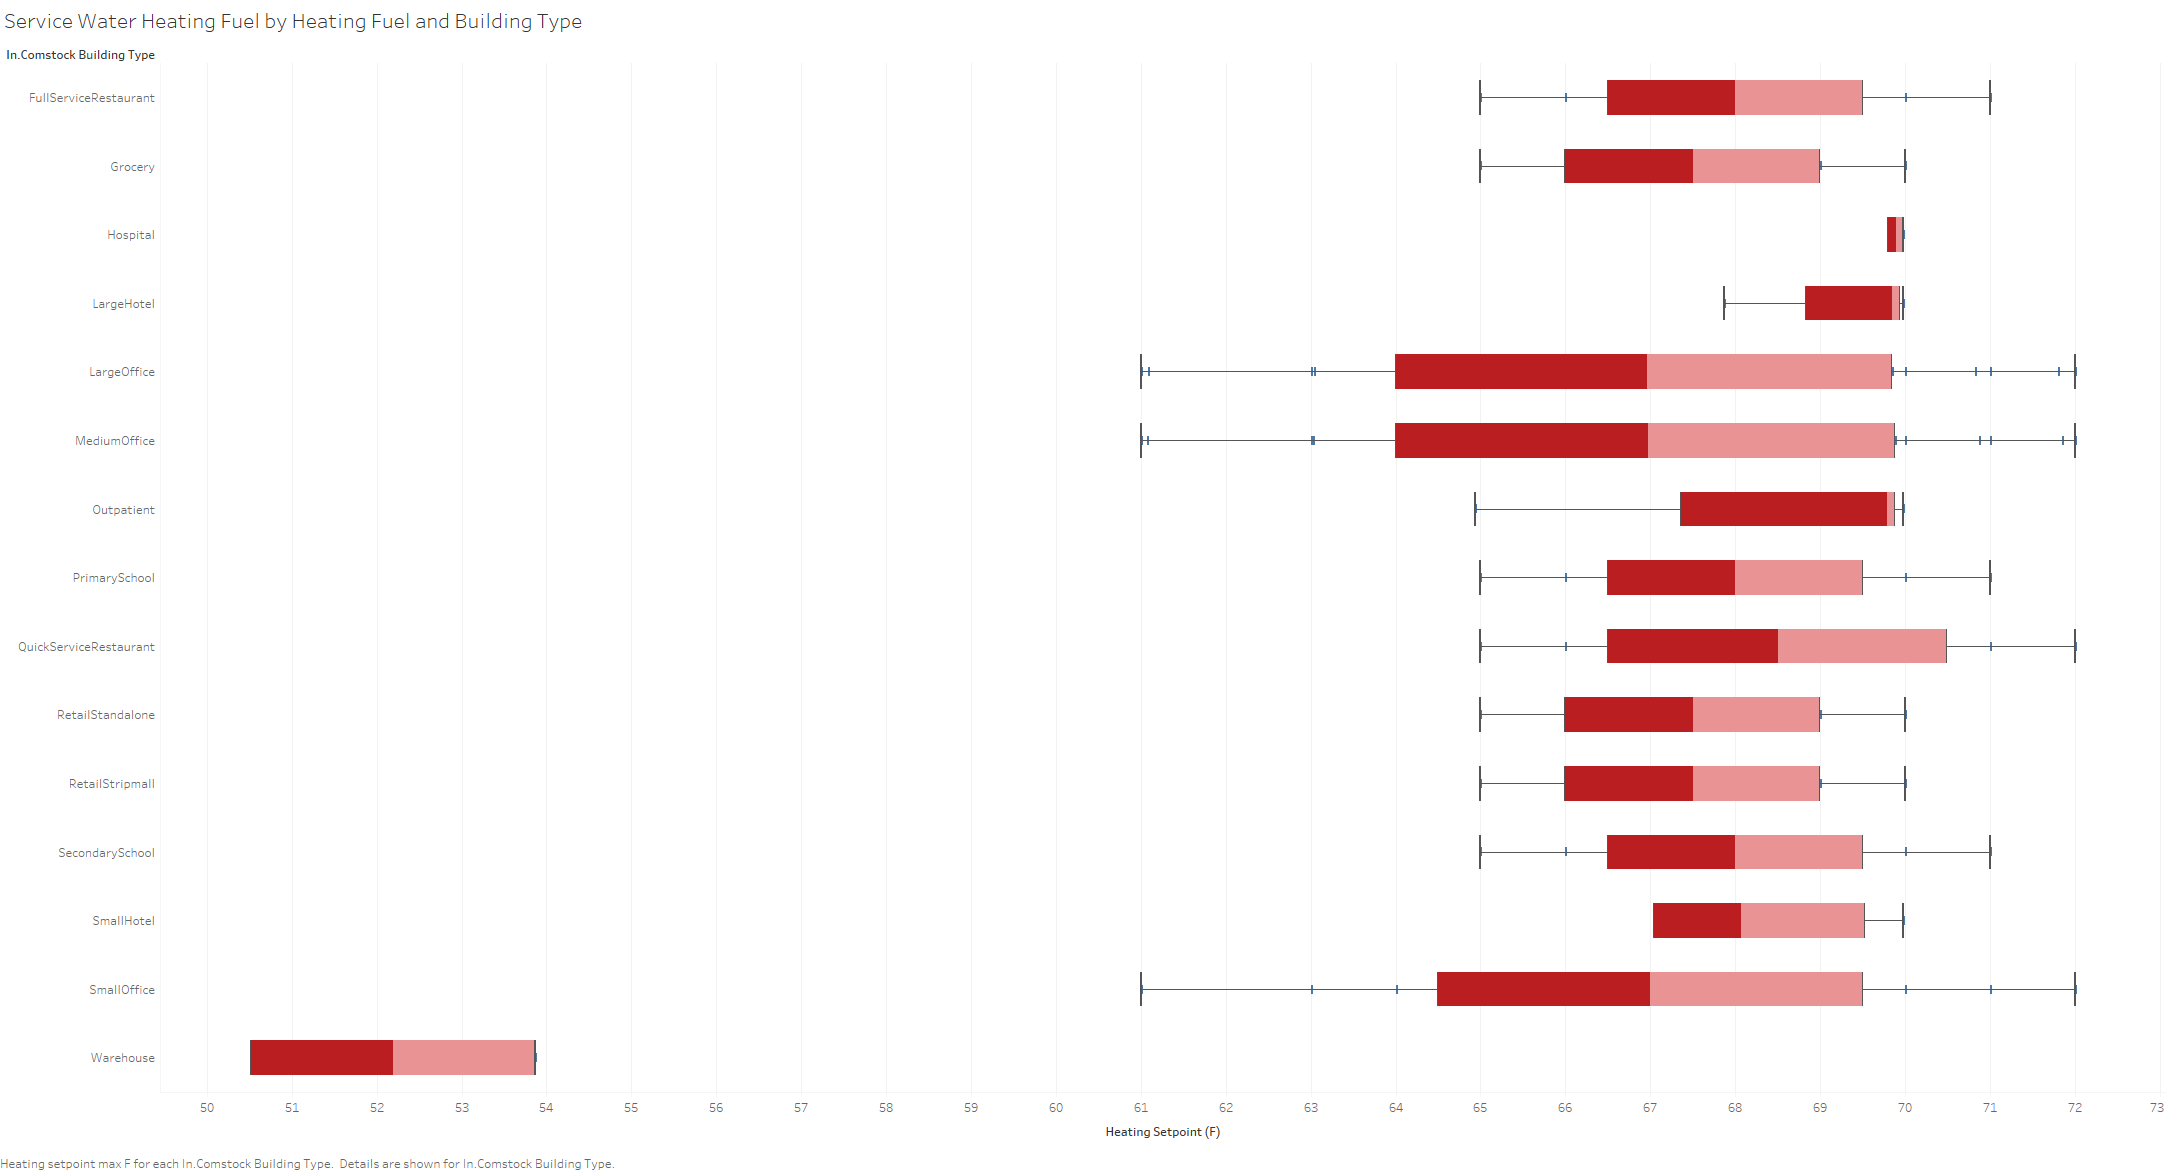 Service Water Heating Fuel by Heating Fuel and Building Type
In.Comstock Building Type
FullServiceRestaurant
Grocery
Hospital
LargeHotel
LargeOffice
MediumOffice
Outpatient
PrimarySchool
QuickServiceRestaurant
RetailStandalone
RetailStripmall
SecondarySchool
SmallHotel
SmallOffice
Warehouse
50 51 52 53 54 55 56 57 58 59 60 61 62 63 64 65 66 67 68 69 70 71 72 73
Heating Setpoint (F)
Heating setpoint max F for each In.Comstock Building Type. Details are shown for In.Comstock Building Type.